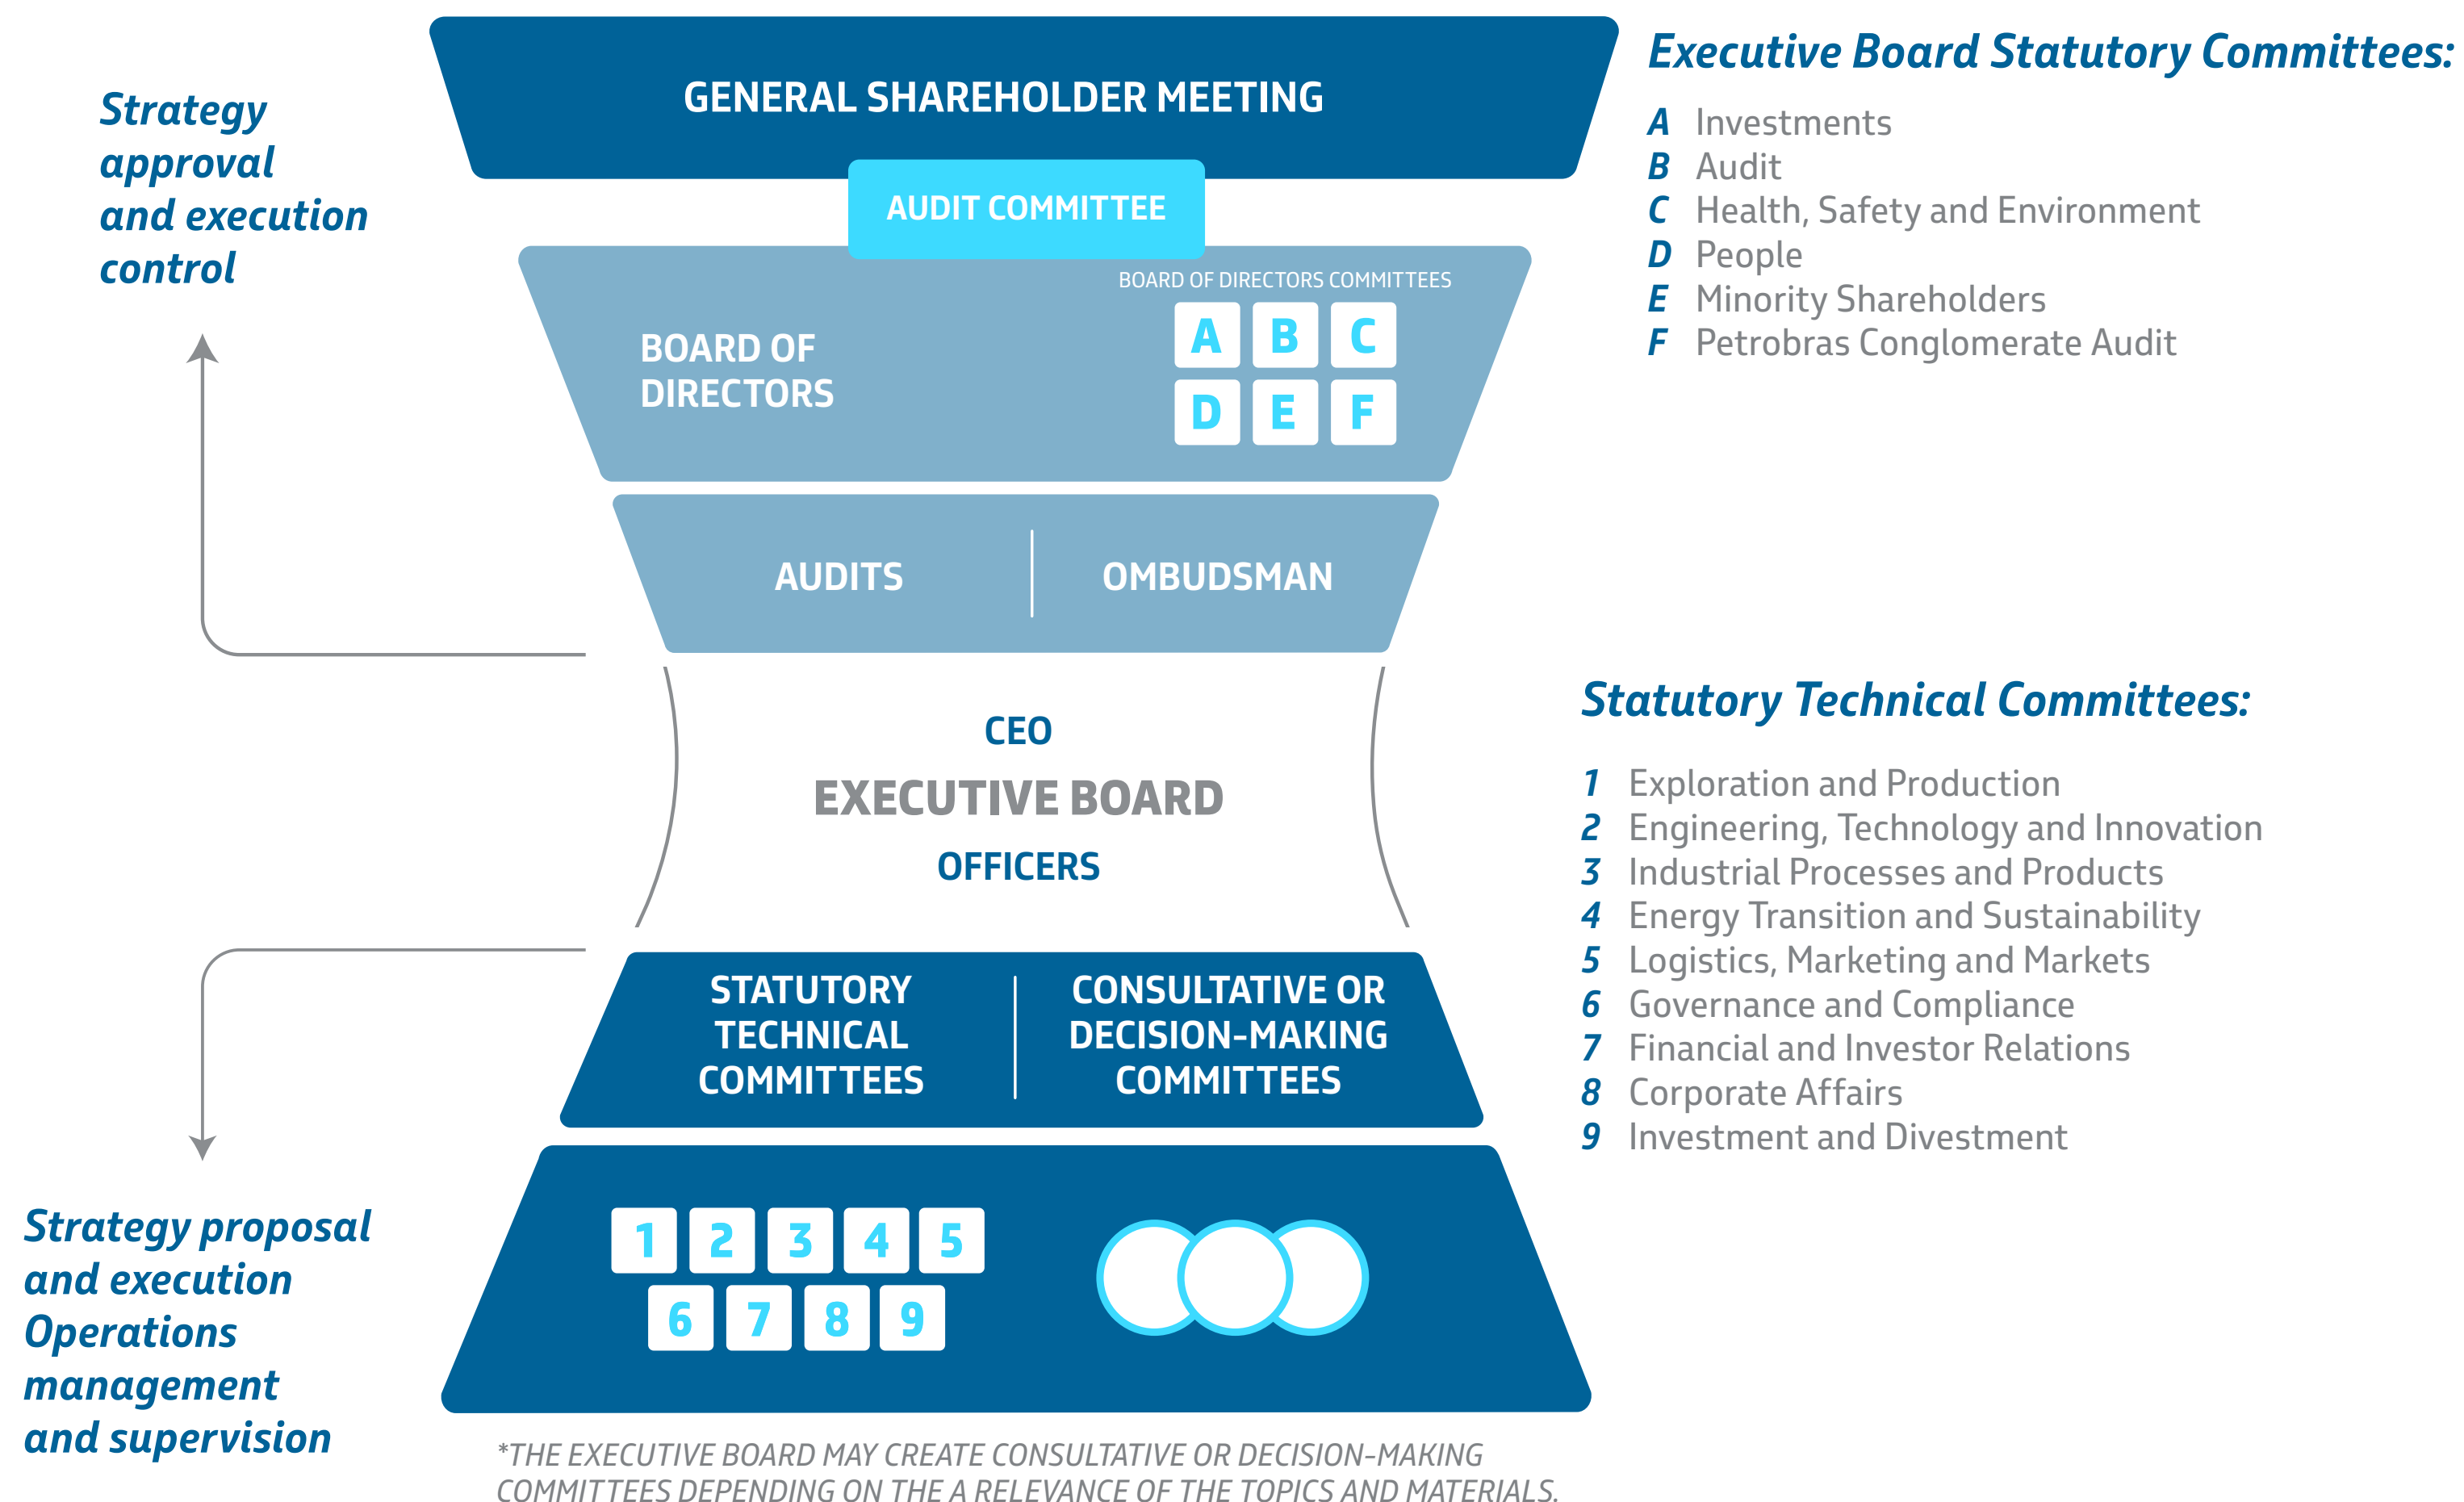 Strategy
approval
and execution
control
GENERAL SHAREHOLDER MEETING
AUDIT COMMITTEE
BOARD OF DIRECTORS COMMITTEES
BOARD OF
DIRECTORS
A B C
D E F
AUDITS
OMBUDSMAN
CEO
EXECUTIVE BOARD
OFFICERS
STATUTORY
TECHNICAL
COMMITTEES
CONSULTATIVE OR
DECISION-MAKING
COMMITTEES
1 2 3 4 5
6 7 8 9
Strategy proposal
and execution
Operations
management
and supervision
*THE EXECUTIVE BOARD MAY CREATE CONSULTATIVE OR DECISION-MAKING
COMMITTEES DEPENDING ON THE A RELEVANCE OF THE TOPICS AND MATERIALS.
Executive Board Statutory Committees:
A Investments
B Audit
C Health, Safety and Environment
D People
E Minority Shareholders
F Petrobras Conglomerate Audit
Statutory Technical Committees:
1 Exploration and Production
2 Engineering, Technology and Innovation
3 Industrial Processes and Products
4 Energy Transition and Sustainability
5 Logistics, Marketing and Markets
6 Governance and Compliance
7 Financial and Investor Relations
8 Corporate Affairs
9 Investment and Divestment